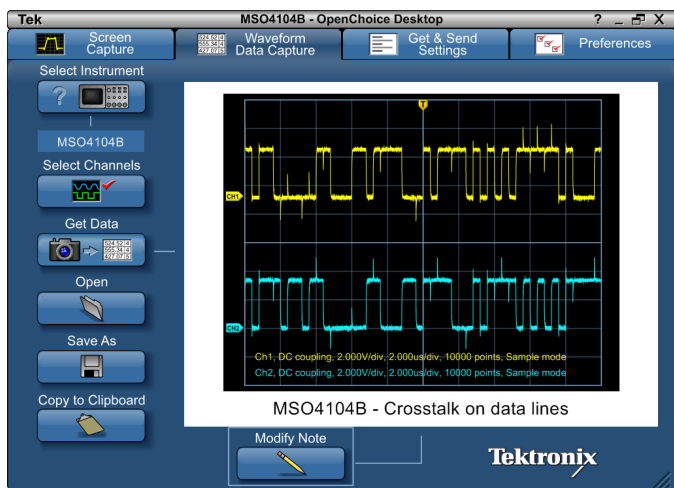 Tek
MSO4104B - OpenChoice Desktop
? _ X
Screen Capture
Waveform Data Capture
Get & Send Settings
Preferences
Select Instrument
?
MSO4104B
Select Channels
Get Data
Open
Save As
Copy to Clipboard
T
CH1
CH2
Ch1, DC coupling, 2.000V/div, 2.000us/div, 10000 points, Sample mode
Ch2, DC coupling, 2.000V/div, 2.000us/div, 10000 points, Sample mode
MSO4104B - Crosstalk on data lines
Modify Note
Tektronix